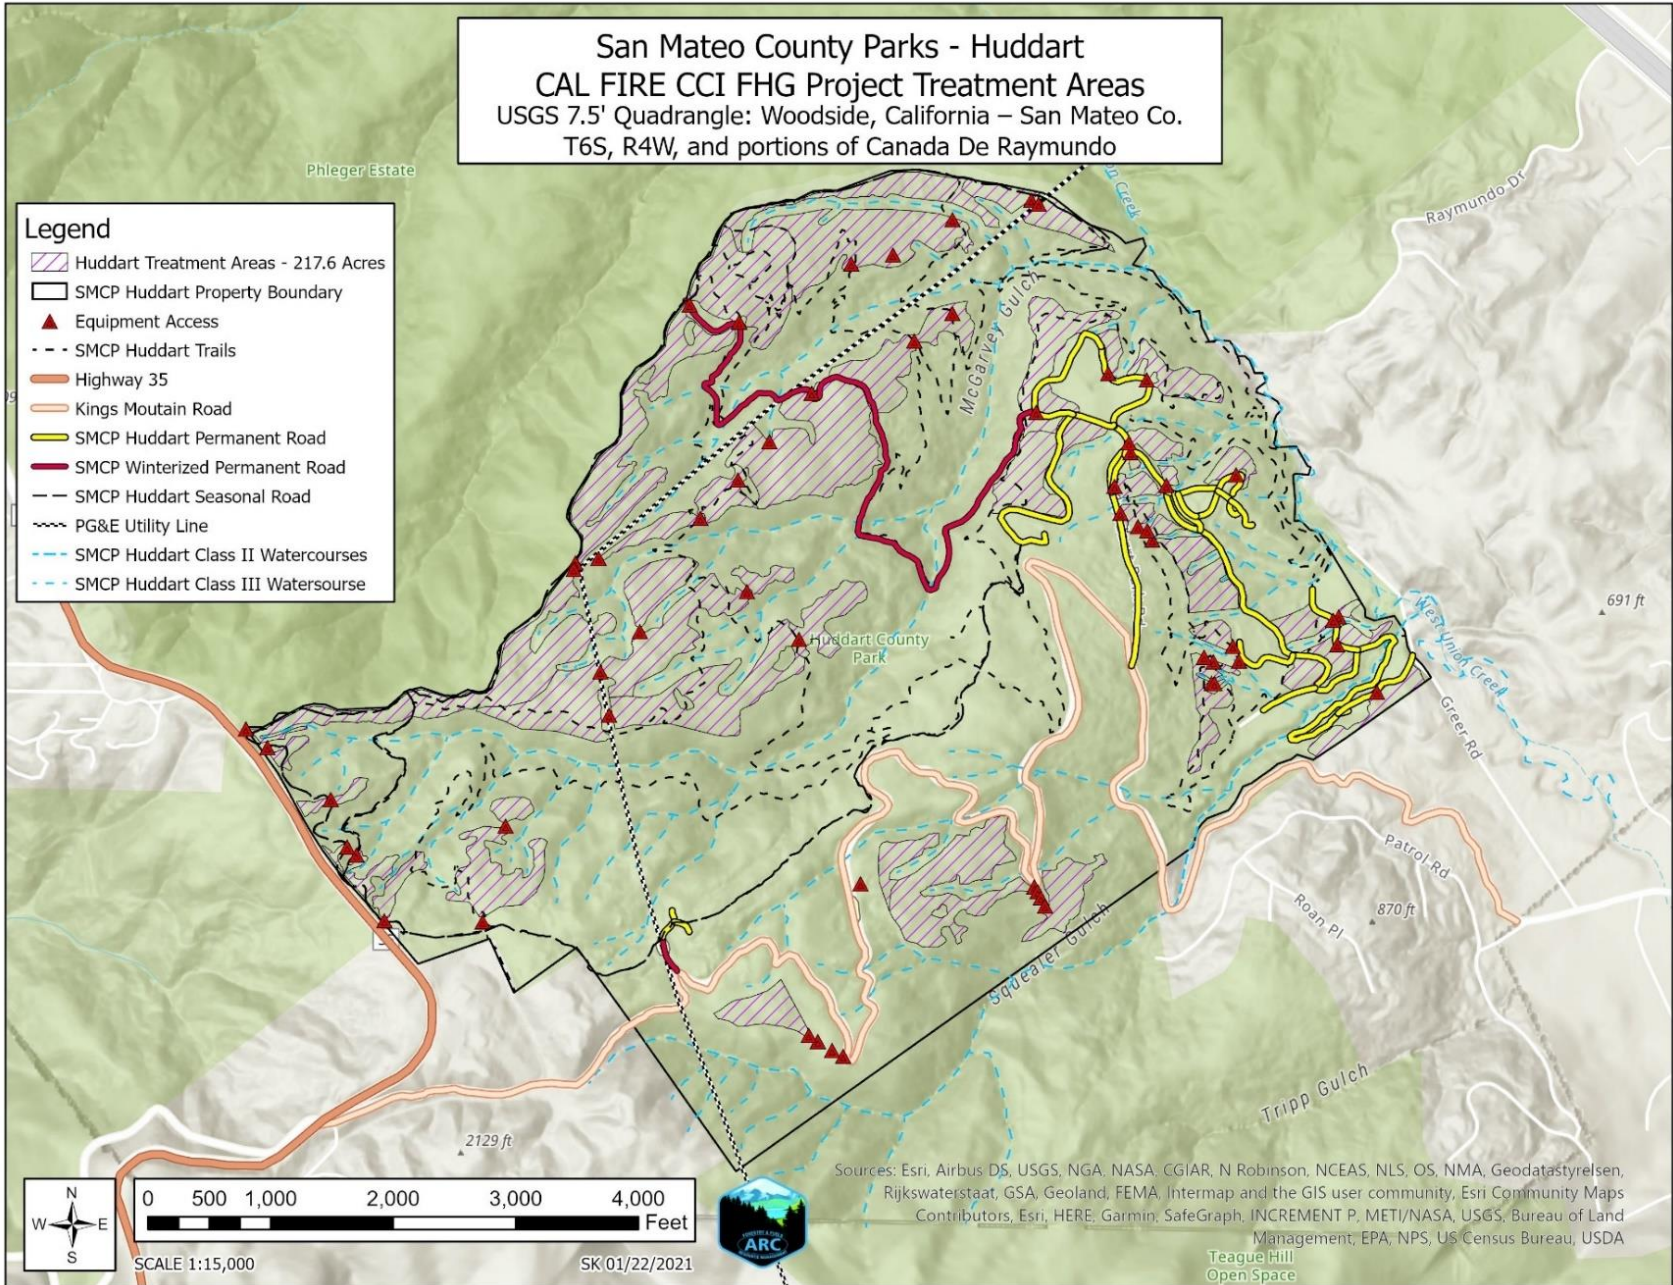 San Mateo County Parks - Huddart
CAL FIRE CCI FHG Project Treatment Areas
USGS 7.5' Quadrangle: Woodside, California – San Mateo Co.
T6S, R4W, and portions of Canada De Raymundo
Phleger Estate
Creek
Raymundo Dr
Legend
Huddart Treatment Areas - 217.6 Acres
SMCP Huddart Property Boundary
Equipment Access
SMCP Huddart Trails
Highway 35
Kings Moutain Road
SMCP Huddart Permanent Road
SMCP Winterized Permanent Road
SMCP Huddart Seasonal Road
PG&E Utility Line
SMCP Huddart Class II Watercourses
SMCP Huddart Class III Watersourse
McGarvey Gulch
Huddart County
Park
691 ft
West Union Creek
Greer Rd
Patrol Rd
Roan Pl
870 ft
Squealer Gulch
Tripp Gulch
2129 ft
N
W E
S
0 500 1,000 2,000 3,000 4,000
Feet
SCALE 1:15,000
SK 01/22/2021
ARC
Sources: Esri, Airbus DS, USGS, NGA, NASA, CGIAR, N Robinson, NCEAS, NLS, OS, NMA, Geodatastyrelsen,
Rijkswaterstaat, GSA, Geoland, FEMA, Intermap and the GIS user community, Esri Community Maps
Contributors, Esri, HERE, Garmin, SafeGraph, INCREMENT P, METI/NASA, USGS, Bureau of Land
Management, EPA, NPS, US Census Bureau, USDA
Teague Hill
Open Space